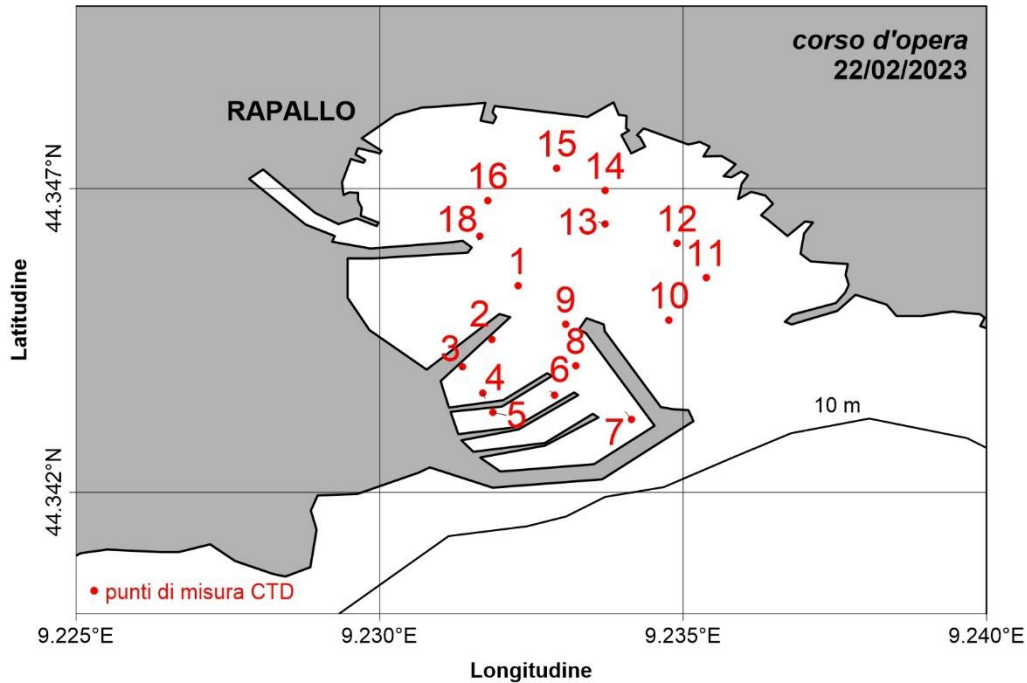 corso d'opera
22/02/2023
RAPALLO
15
14
16
13
18
12
11
1
9
10
2
8
3
6
4
5
7
10 m
44.347°N
44.342°N
Latitudine
punti di misura CTD
9.225°E
9.230°E
9.235°E
9.240°E
Longitudine